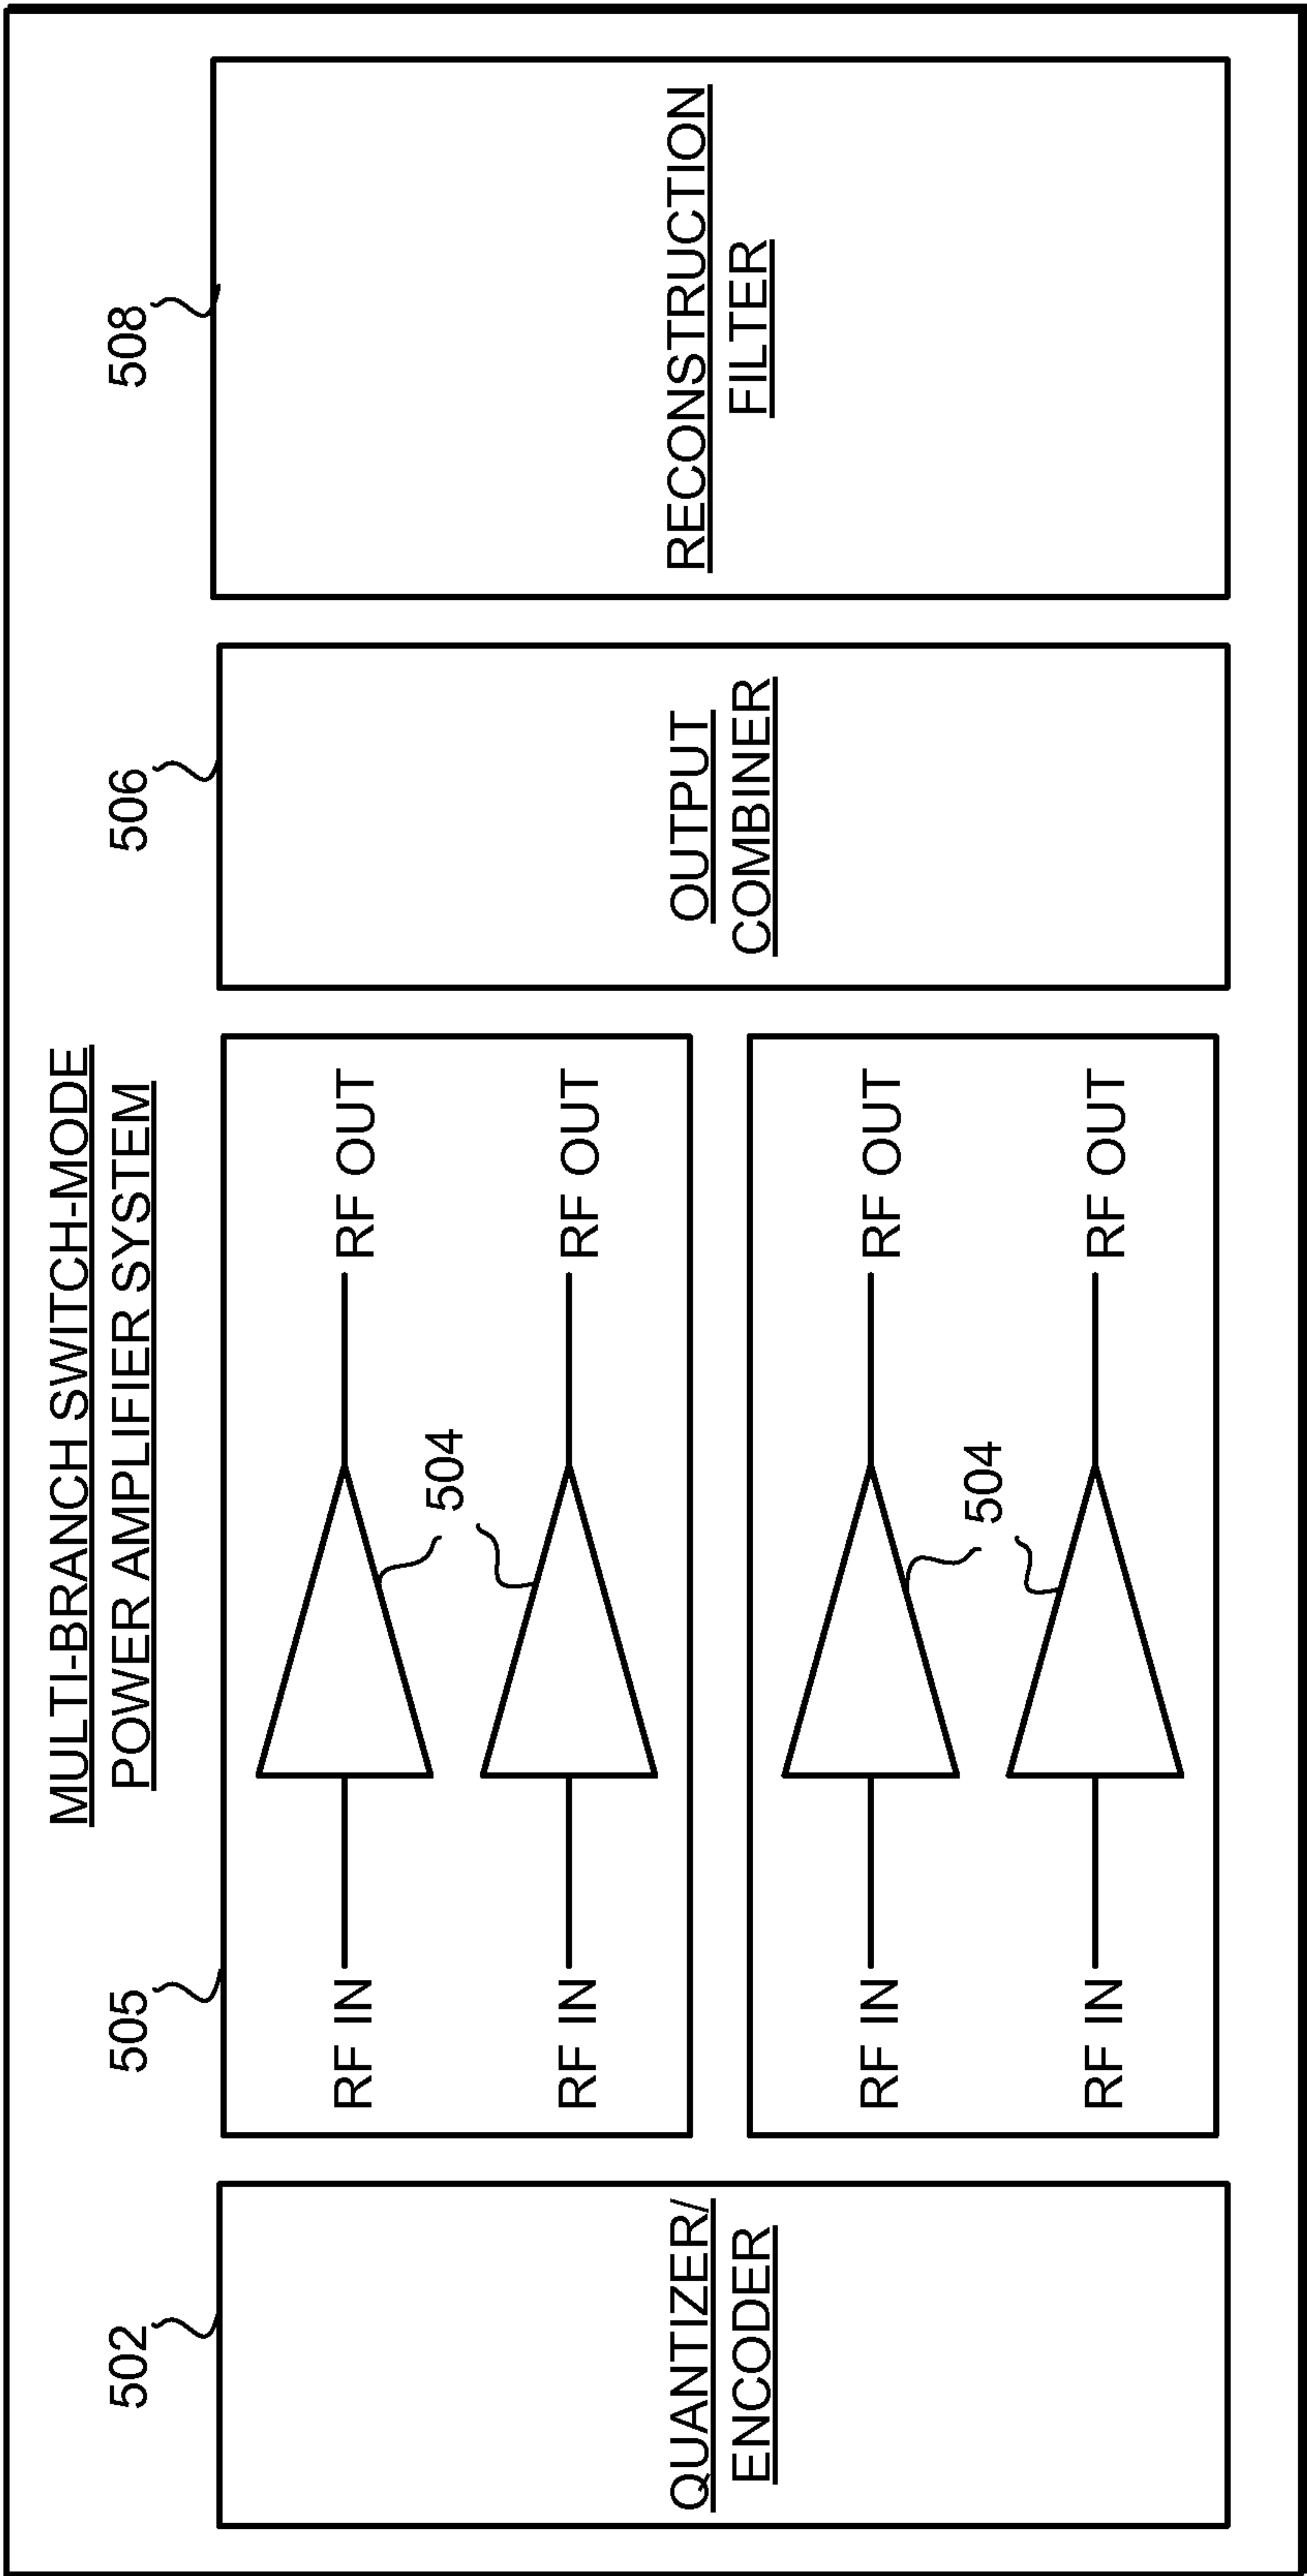 MULTI-BRANCH SWITCH-MODE
POWER AMPLIFIER SYSTEM
502
505
506
508
QUANTIZER/
ENCODER
RF IN
RF OUT
504
RF IN
RF OUT
RF IN
RF OUT
504
RF IN
RF OUT
OUTPUT
COMBINER
RECONSTRUCTION
FILTER